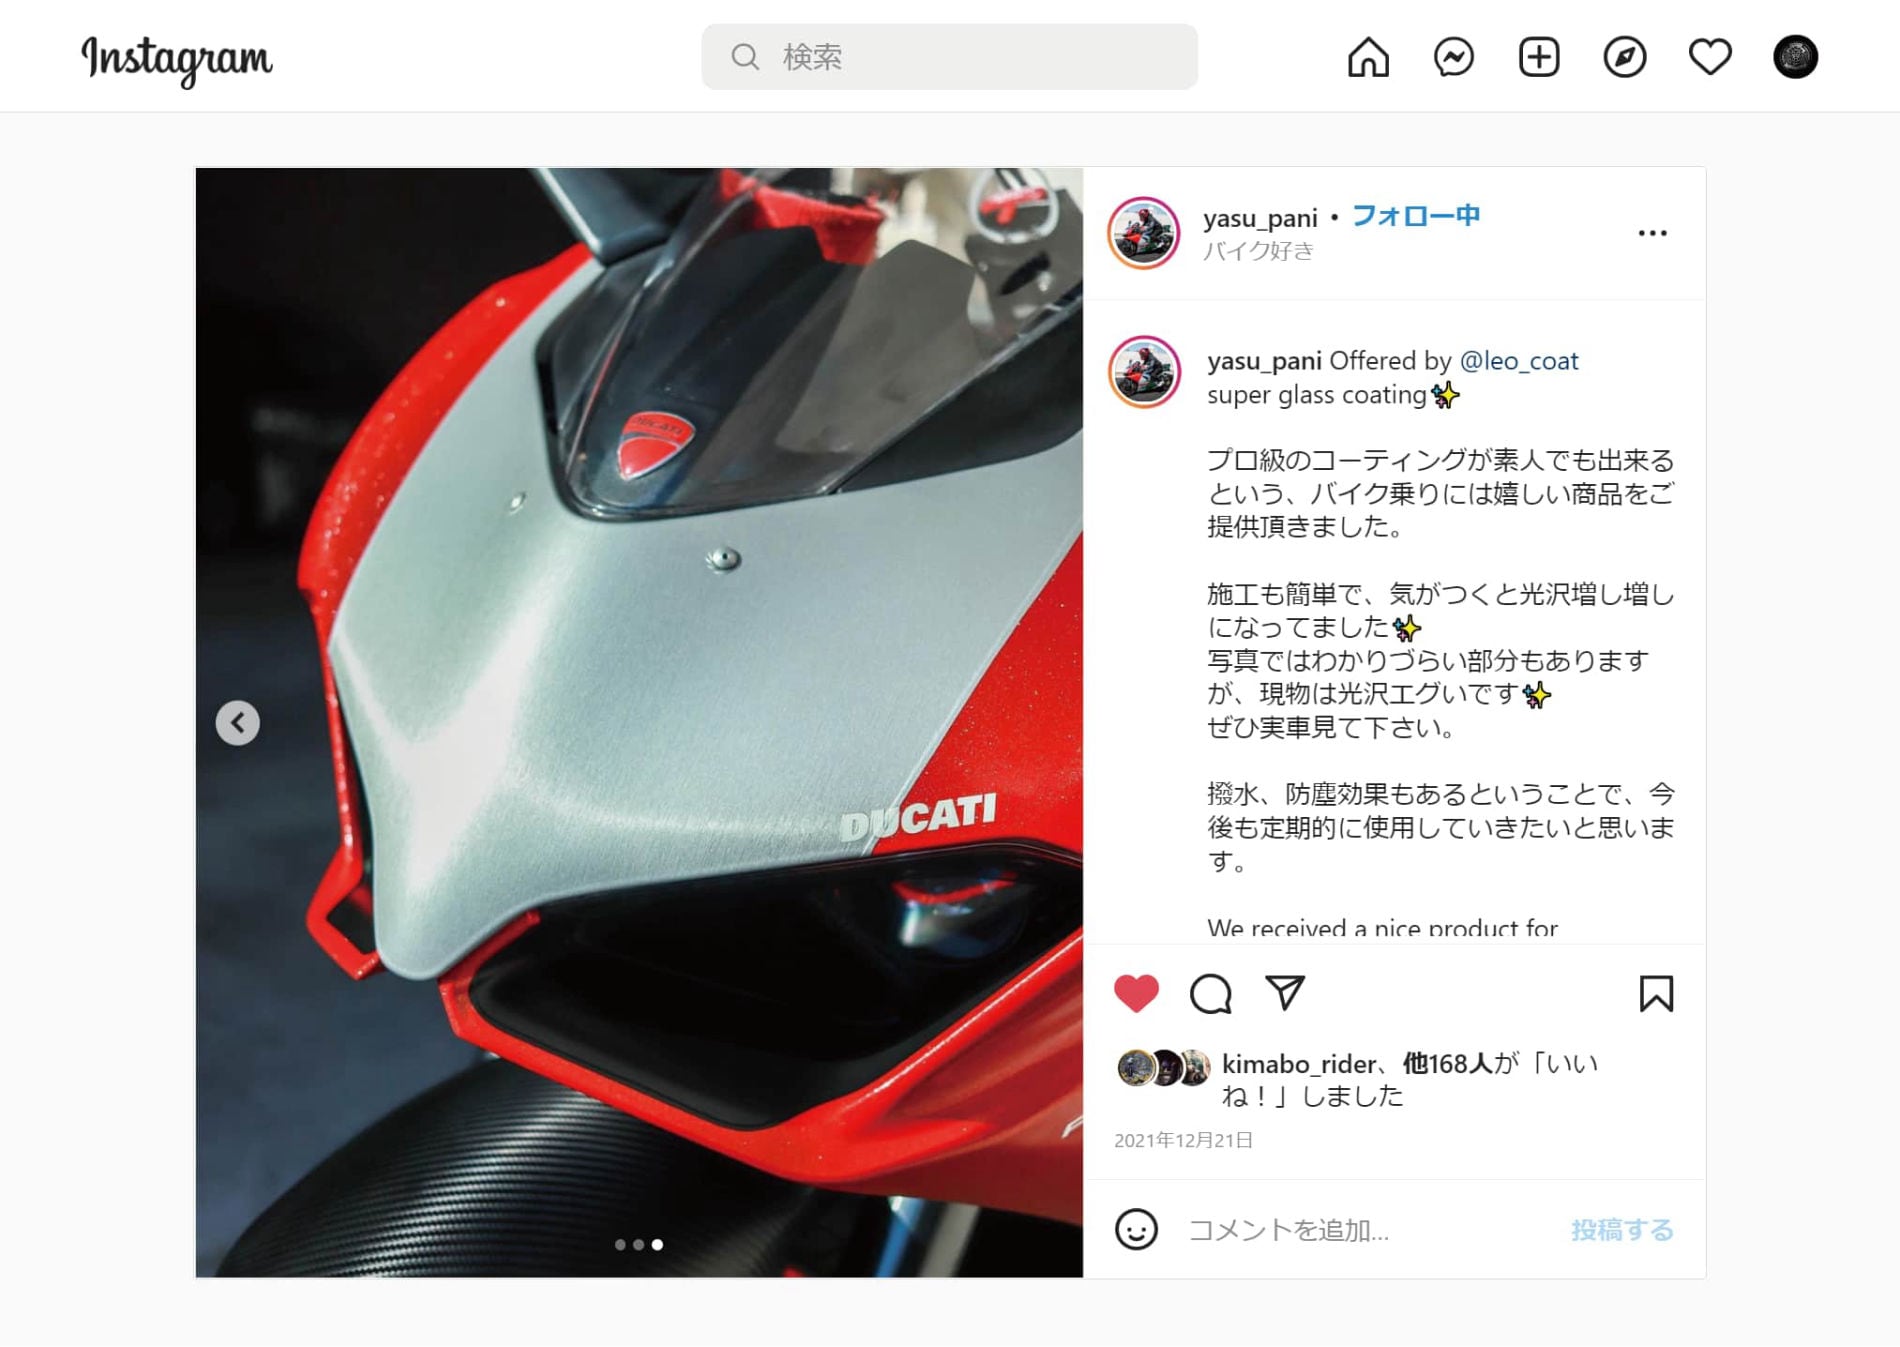 Instagram
検索
DUCATI
DUCATI
yasu_pani • フォロー中
バイク好き
yasu_pani Offered by @leo_coat
super glass coating✨
プロ級のコーティングが素人でも出来る
という、バイク乗りには嬉しい商品をご
提供頂きました。
施工も簡単で、気がつくと光沢増し増し
になってました✨
写真ではわかりづらい部分もあります
が、現物は光沢エグいです✨
ぜひ実車見て下さい。
撥水、防塵効果もあるということで、今
後も定期的に使用していきたいと思いま
す。
We received a nice product for
kimabo_rider、他168人が「いい
ね！」しました
2021年12月21日
コメントを追加...
投稿する